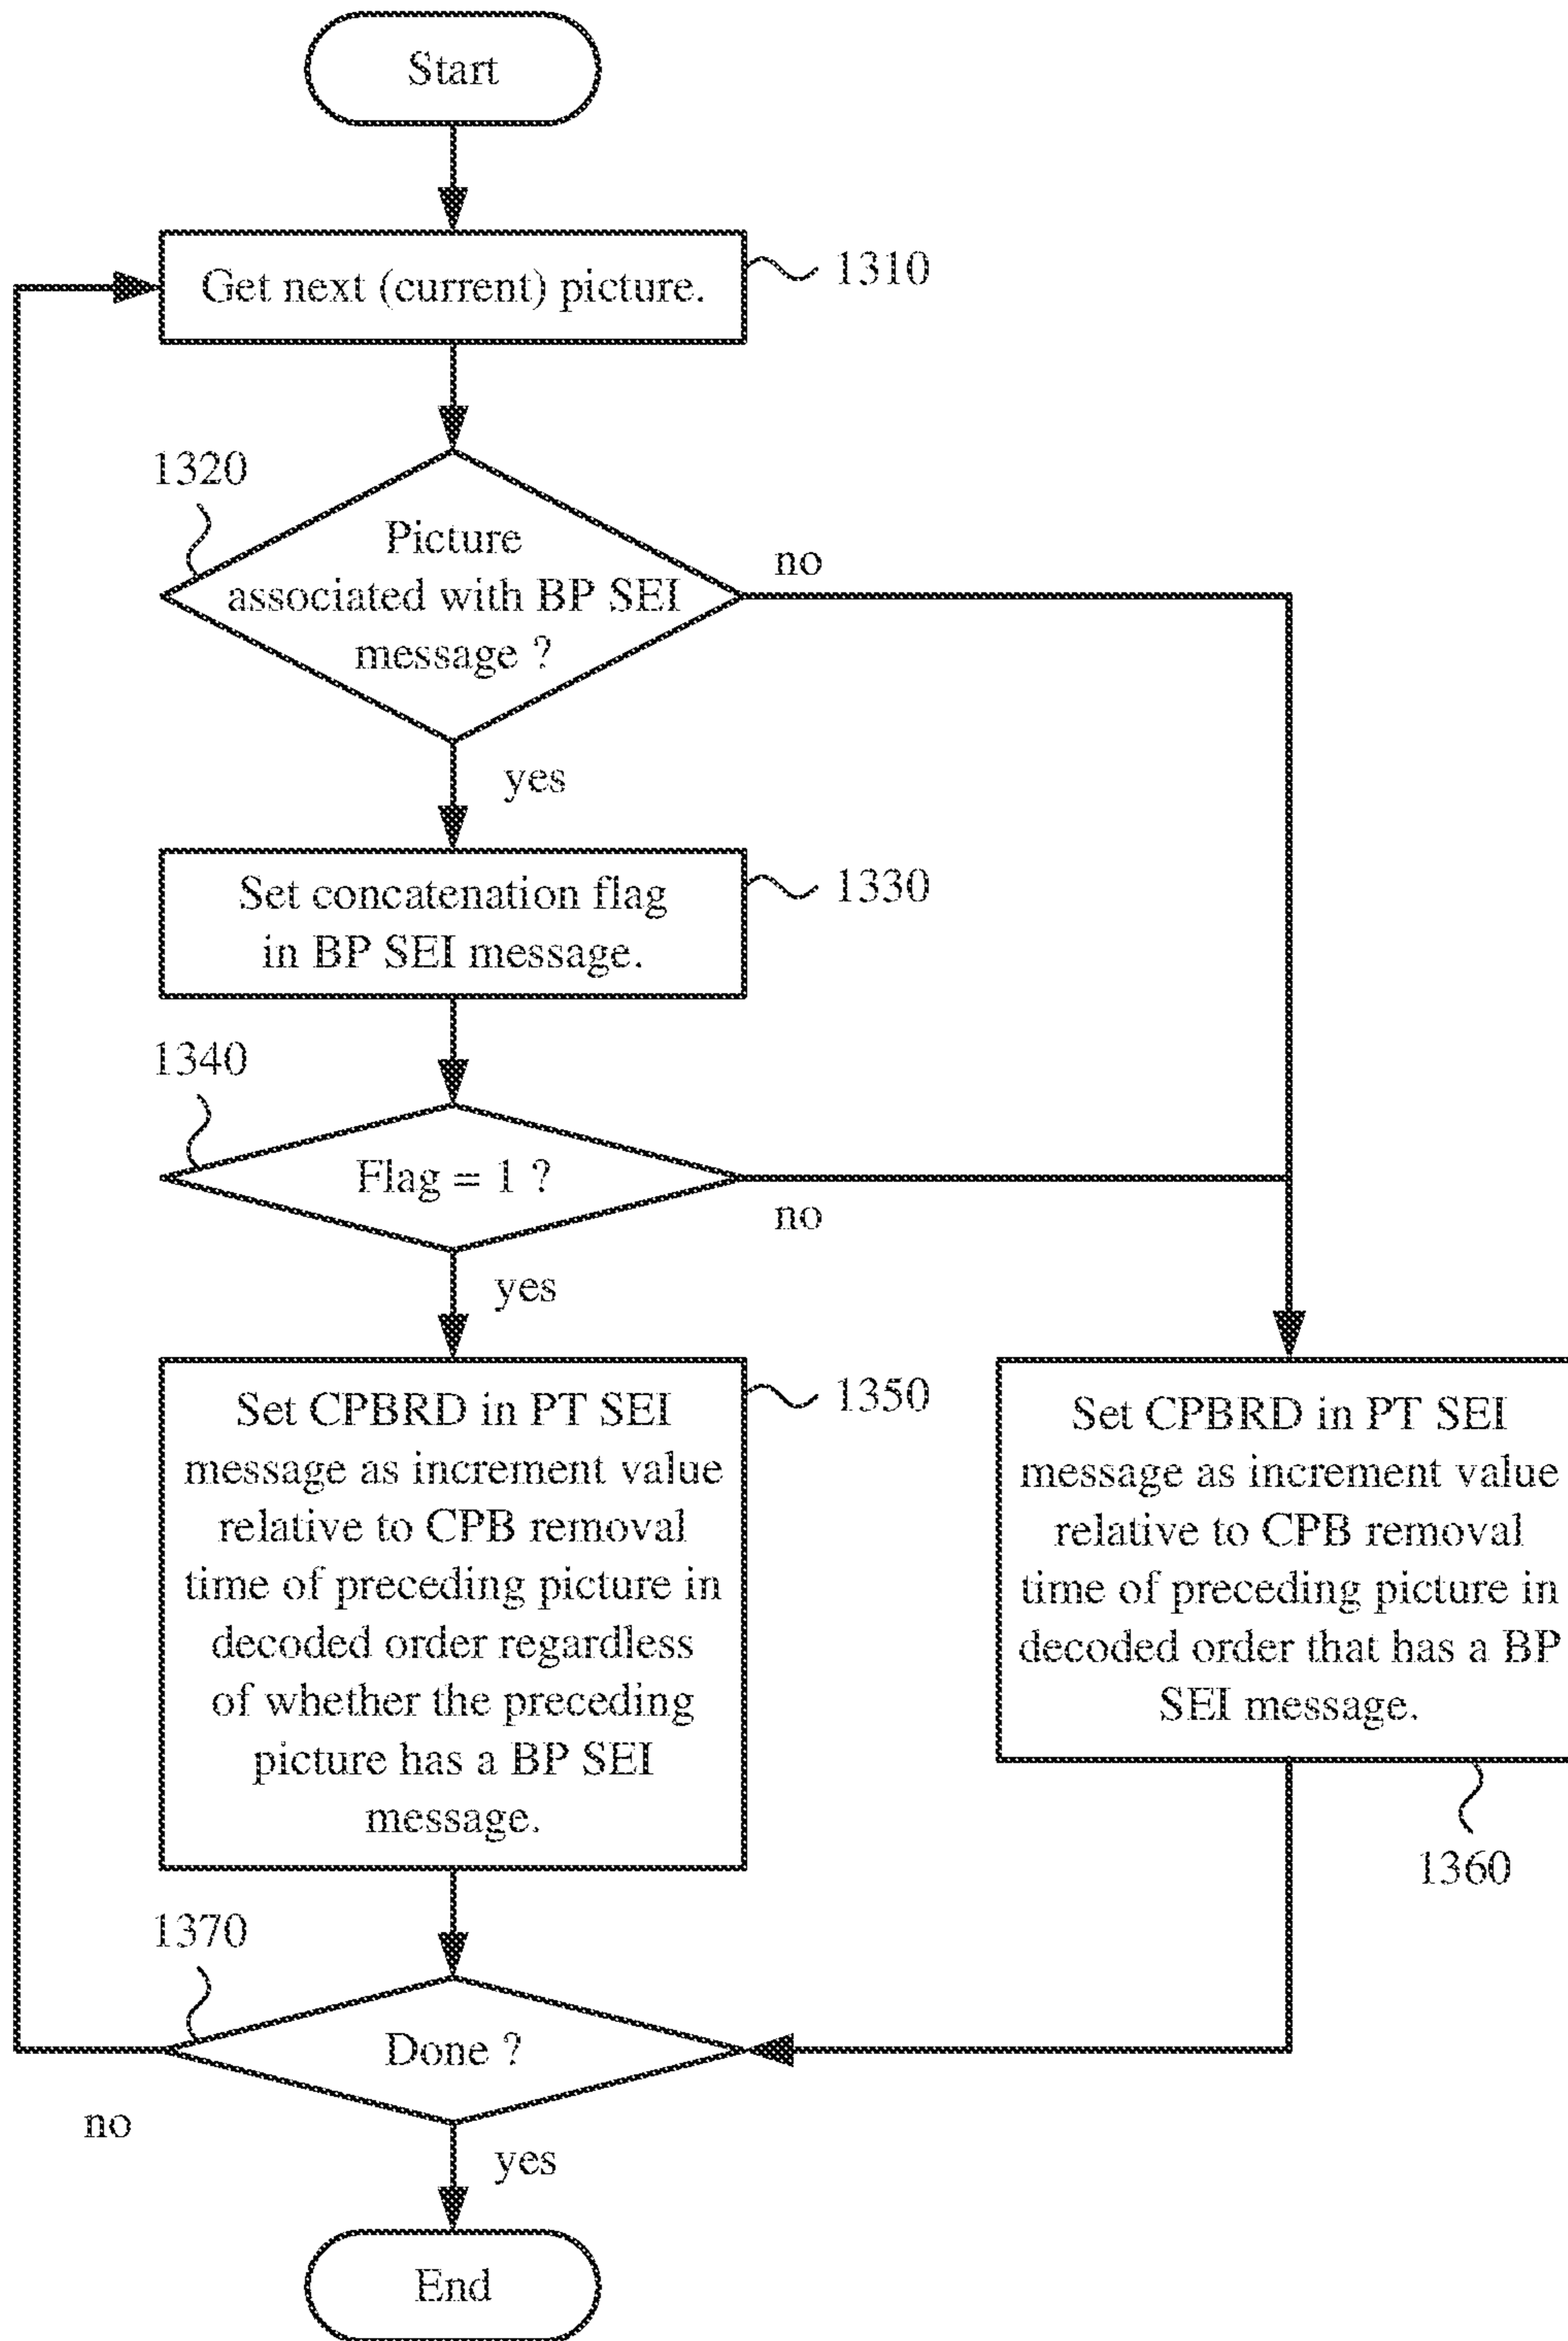 Start
Get next (current) picture.
1310
1320
Picture
associated with BP SEI
message ?
no
yes
Set concatenation flag
in BP SEI message.
1330
1340
Flag = 1 ?
no
yes
Set CPBRD in PT SEI
message as increment value
relative to CPB removal
time of preceding picture in
decoded order regardless
of whether the preceding
picture has a BP SEI
message.
1350
Set CPBRD in PT SEI
message as increment value
relative to CPB removal
time of preceding picture in
decoded order that has a BP
SEI message.
1360
1370
Done ?
no
yes
End